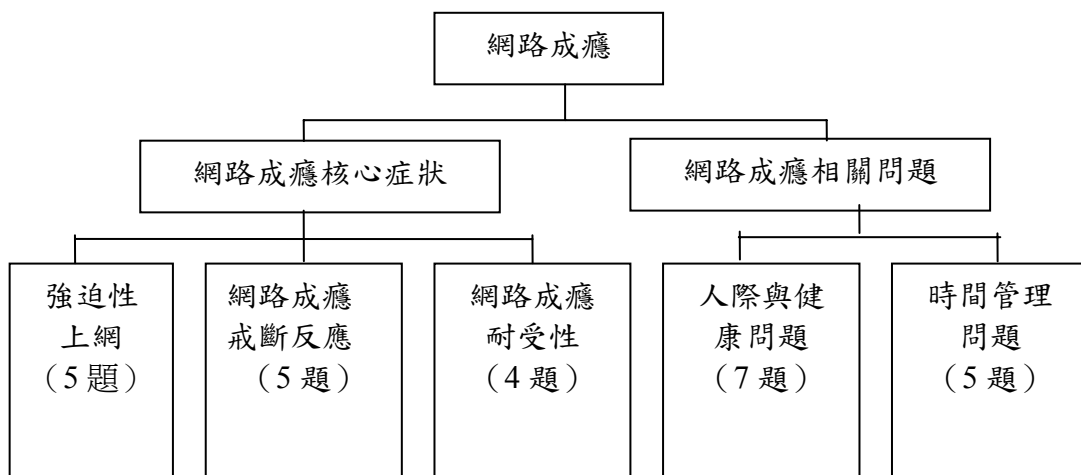 網路成癮
網路成癮核心症狀
網路成癮相關問題
強迫性
上網
（5題）
網路成癮
戒斷反應
（5題）
網路成癮
耐受性
（4題）
人際與健
康問題
（7題）
時間管理
問題
（5題）